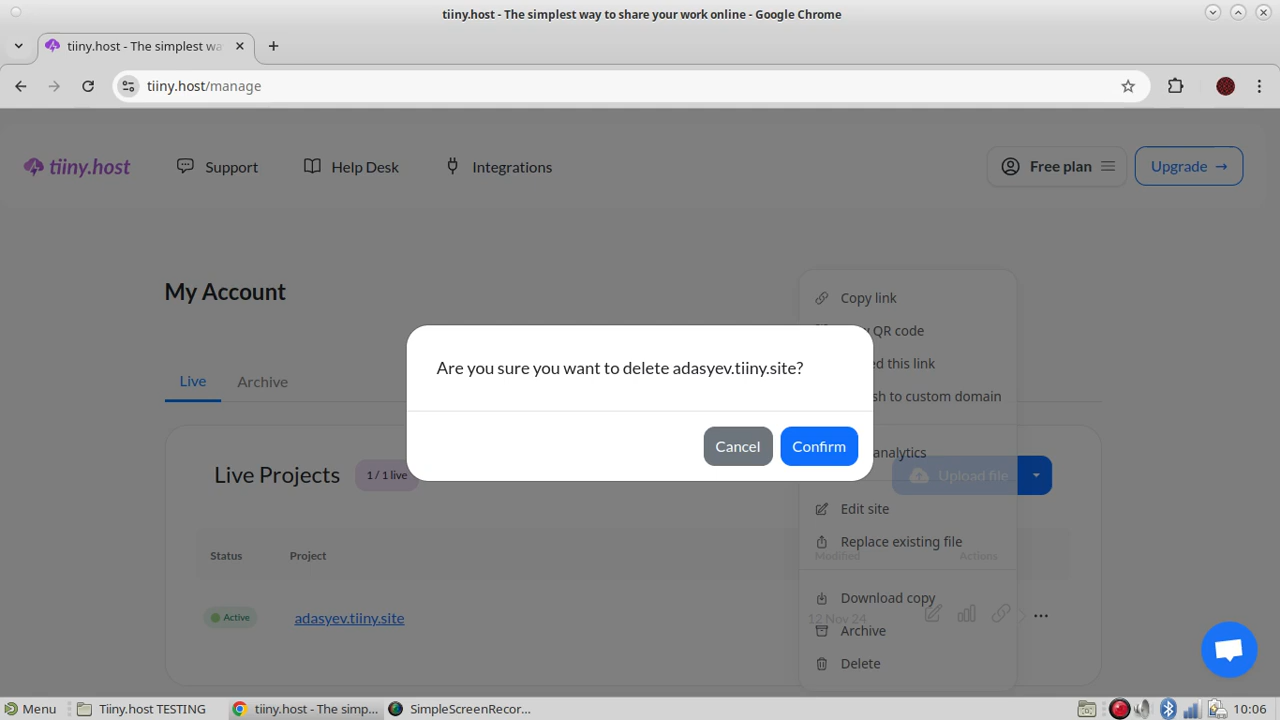 tiiny.host - The simplest way to share your work online - Google Chrome
tiiny.host - The simplest wa
tiiny.host/manage
tiiny.host
Support
Help Desk
Integrations
Free plan
Upgrade →
My Account
Copy link
QR code
this link
to custom domain
analytics
Edit site
Replace existing file
Download copy
Archive
Delete
Live
Archive
Are you sure you want to delete adasyev.tiiny.site?
Cancel
Confirm
Live Projects
1 / 1 live
Upload file
Status
Project
Modified
Actions
Active
adasyev.tiiny.site
12 Nov 24
Menu
Tiiny.host TESTING
tiiny.host - The simp...
SimpleScreenRecor...
10:06